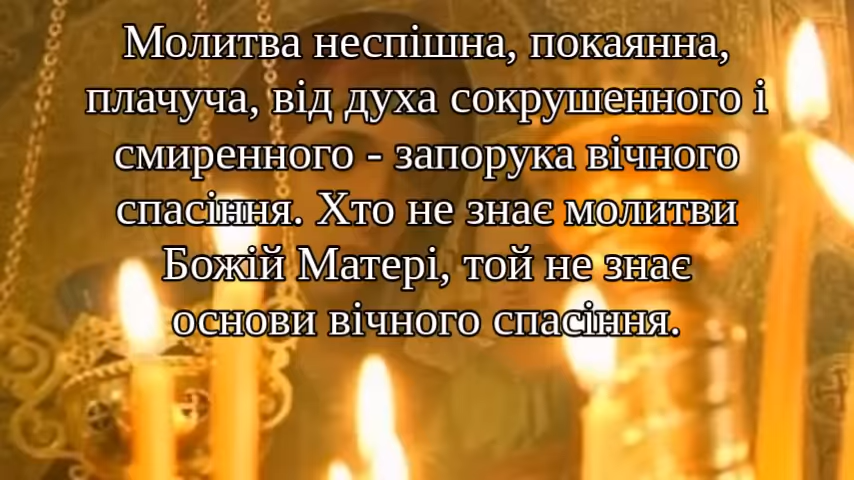 Молитва неспішна, покаянна,
плачуча, від духа сокрушенного і
смиренного - запорука вічного
спасіння. Хто не знає молитви
Божій Матері, той не знає
основи вічного спасіння.